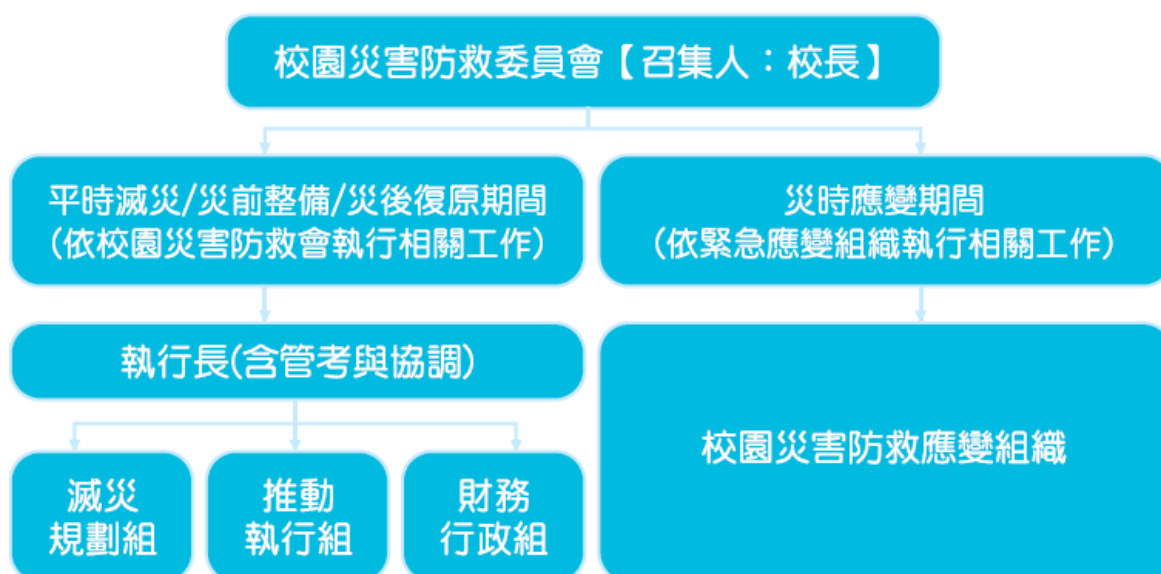 校園災害防救委員會【召集人：校長】
平時減災/災前整備/災後復原期間
(依校園災害防救會執行相關工作)
災時應變期間
(依緊急應變組織執行相關工作)
執行長(含管考與協調)
校園災害防救應變組織
減災
規劃組
推動
執行組
財務
行政組